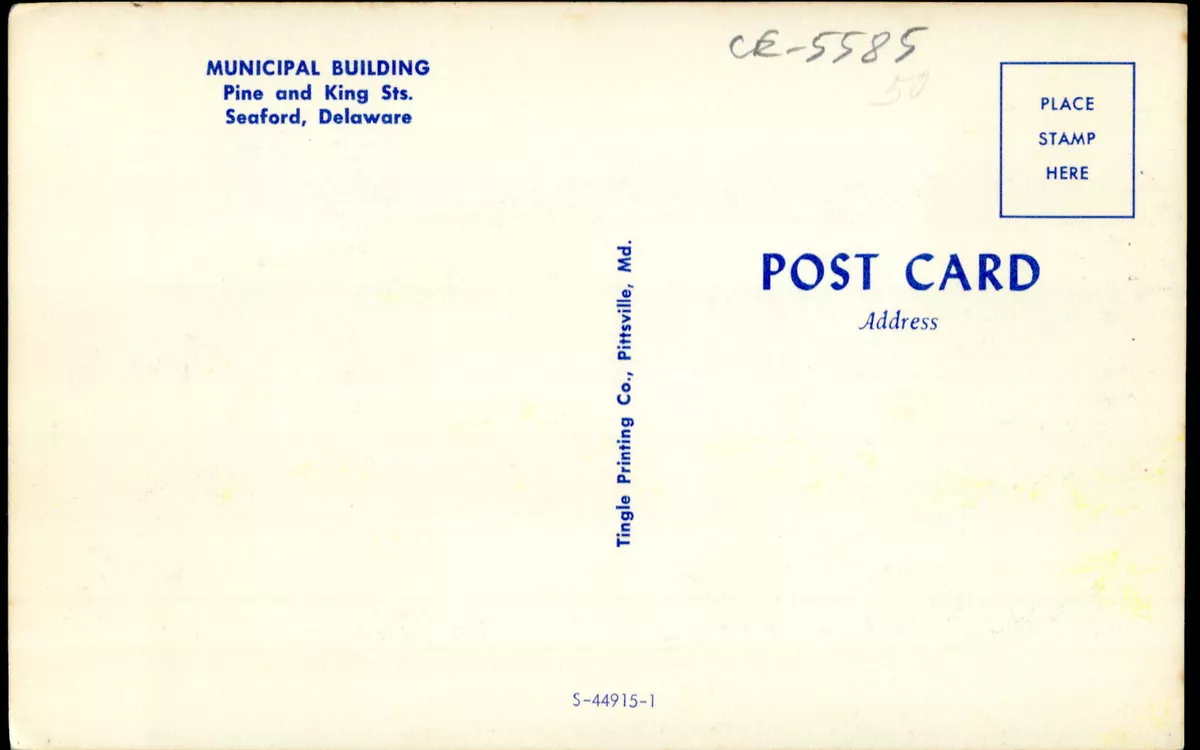 MUNICIPAL BUILDING
Pine and King Sts.
Seaford, Delaware
CE-5585
50
PLACE
STAMP
HERE
POST CARD
Address
Tingle Printing Co., Pittsville, Md.
S-44915-1